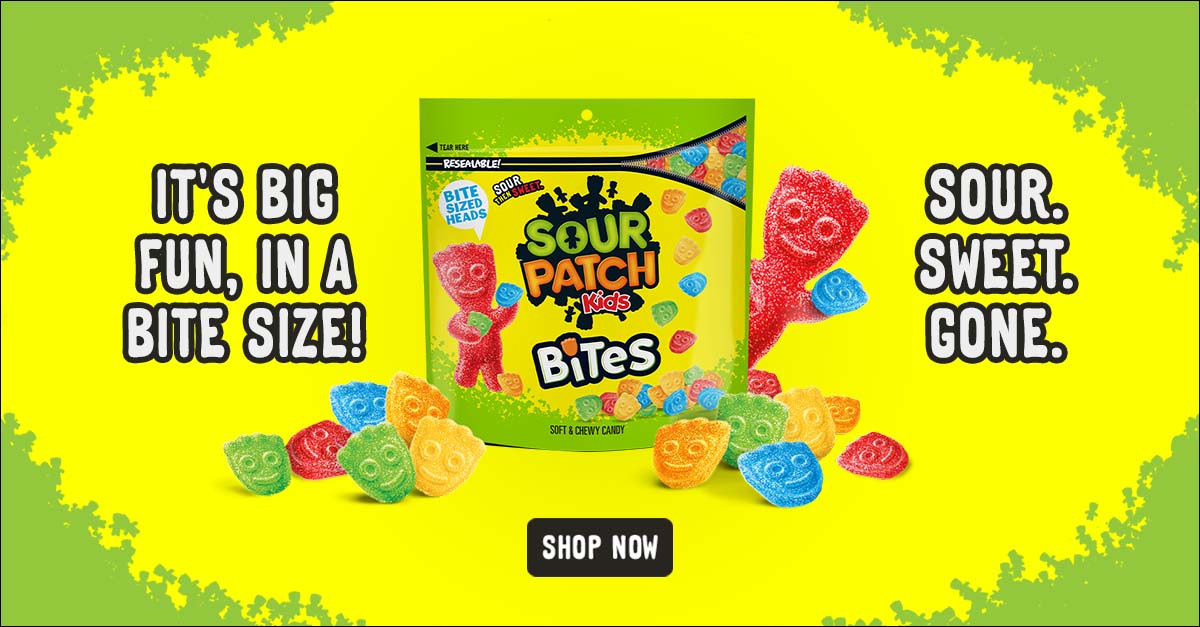 IT'S BIG
FUN, IN A
BITE SIZE!
TEAR HERE
RESEALABLE!
BITE
SIZED
HEADS
SOUR
THEN SWEET.
SOUR
PATCH
Kids
BiTes
SOFT & CHEWY CANDY
SOUR.
SWEET.
GONE.
SHOP NOW